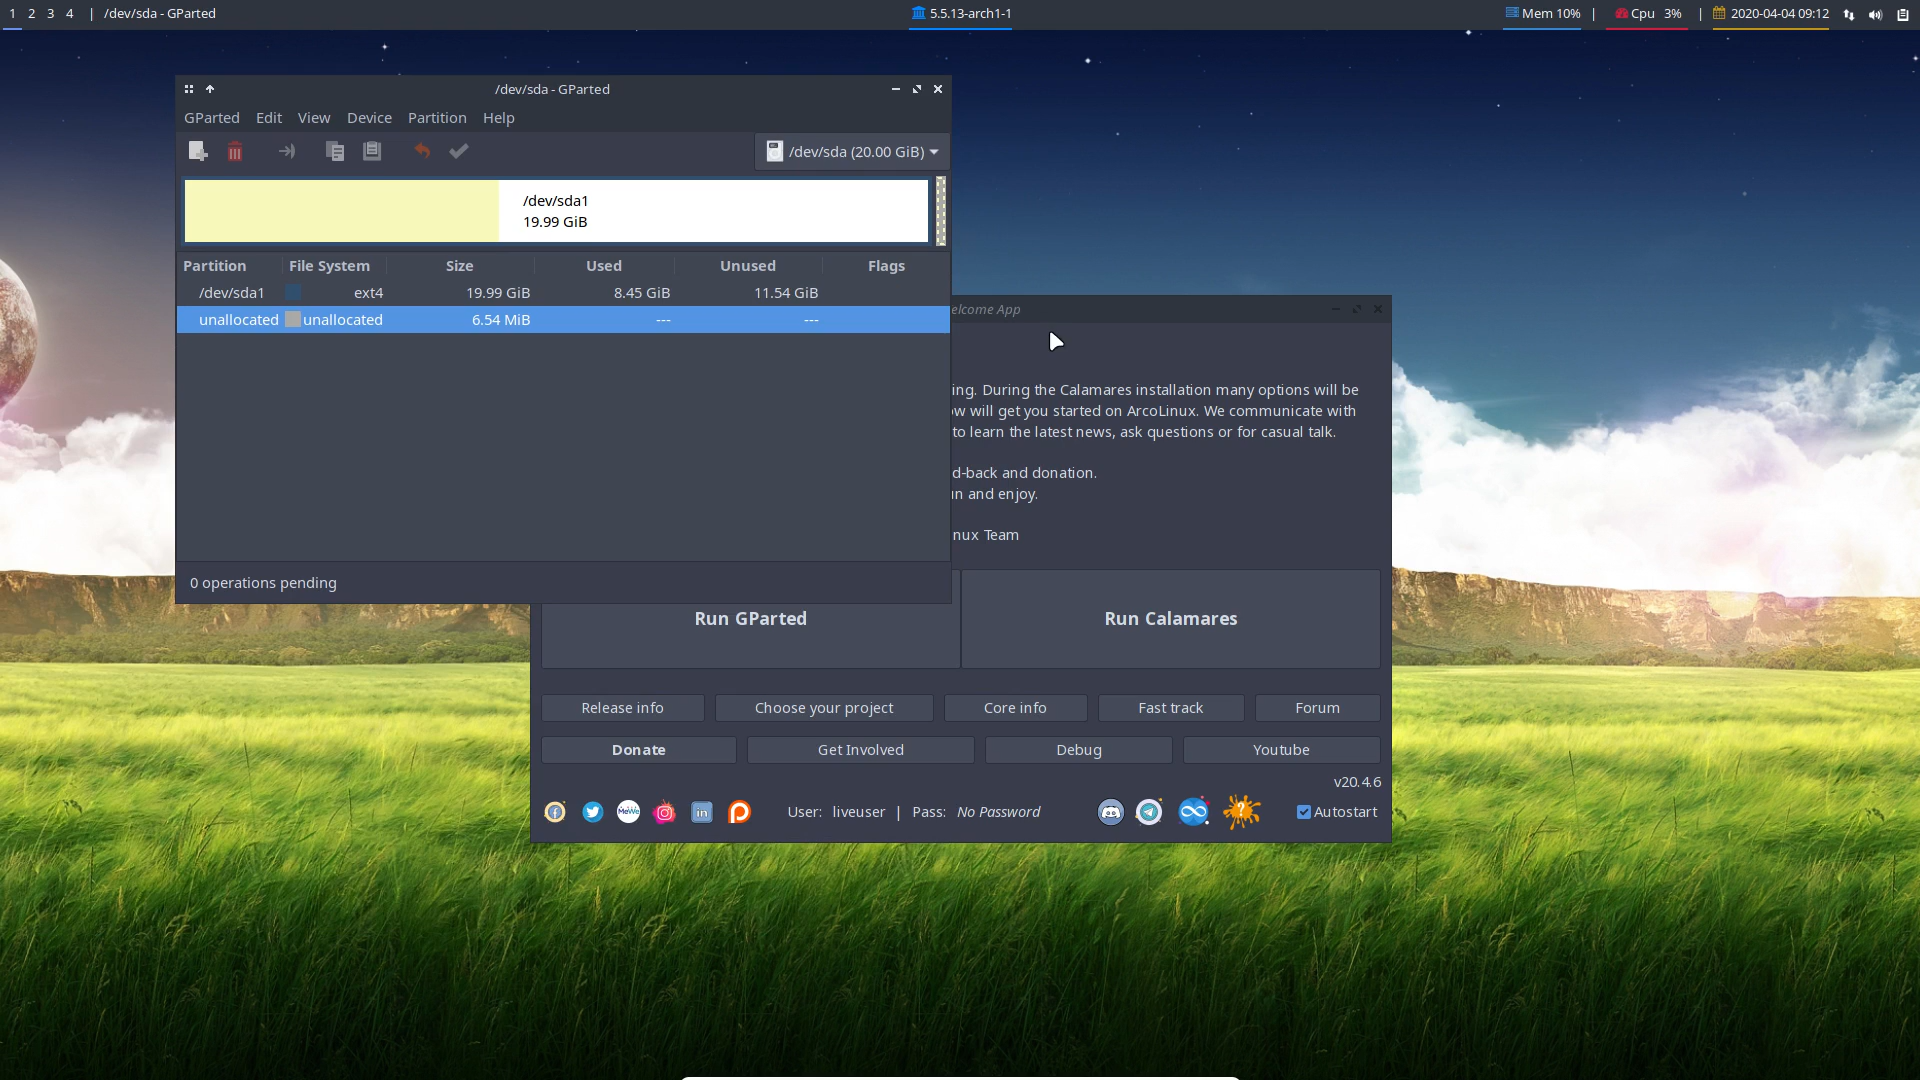 1 2 3 4 | /dev/sda - GParted
5.5.13-arch1-1
Mem 10% | Cpu 3% | 2020-04-04 09:12
/dev/sda - GParted
GParted Edit View Device Partition Help
/dev/sda (20.00 GiB)
/dev/sda1
19.99 GiB
Partition File System Size Used Unused Flags
/dev/sda1 ext4 19.99 GiB 8.45 GiB 11.54 GiB
unallocated unallocated 6.54 MiB --- ---
0 operations pending
elcome App
ing. During the Calamares installation many options will be
ow will get you started on ArcoLinux. We communicate with
to learn the latest news, ask questions or for casual talk.
d-back and donation.
un and enjoy.
nux Team
Run GParted Run Calamares
Release info Choose your project Core info Fast track Forum
Donate Get Involved Debug Youtube
v20.4.6
MeWe in User: liveuser | Pass: No Password ? Autostart